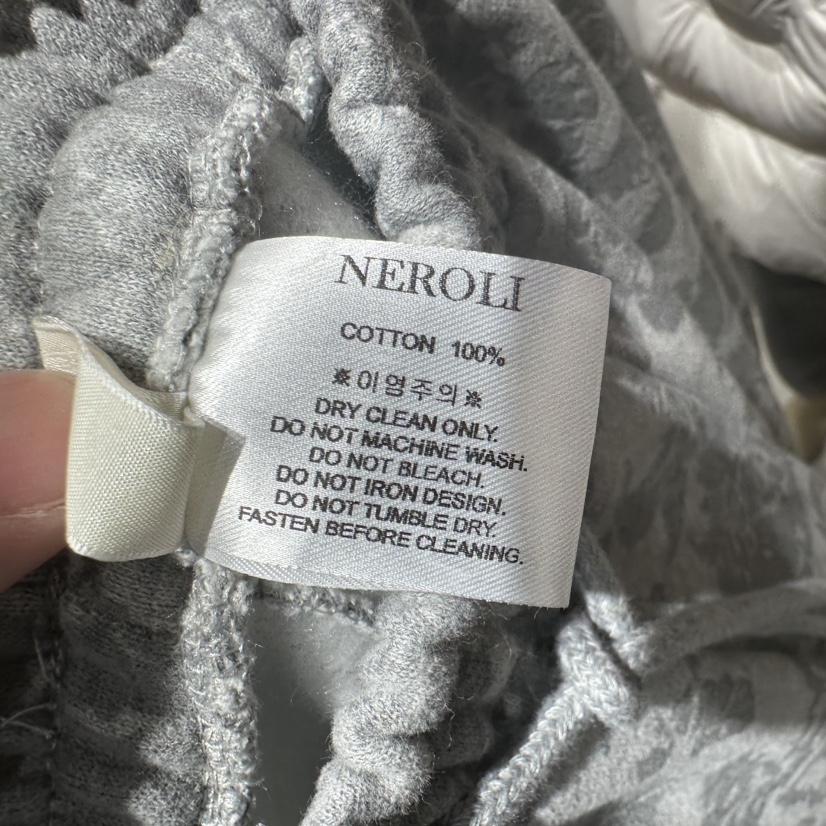 NEROLI
COTTON 100%
※이염주의※
DRY CLEAN ONLY.
DO NOT MACHINE WASH.
DO NOT BLEACH.
DO NOT IRON DESIGN.
DO NOT TUMBLE DRY.
FASTEN BEFORE CLEANING.